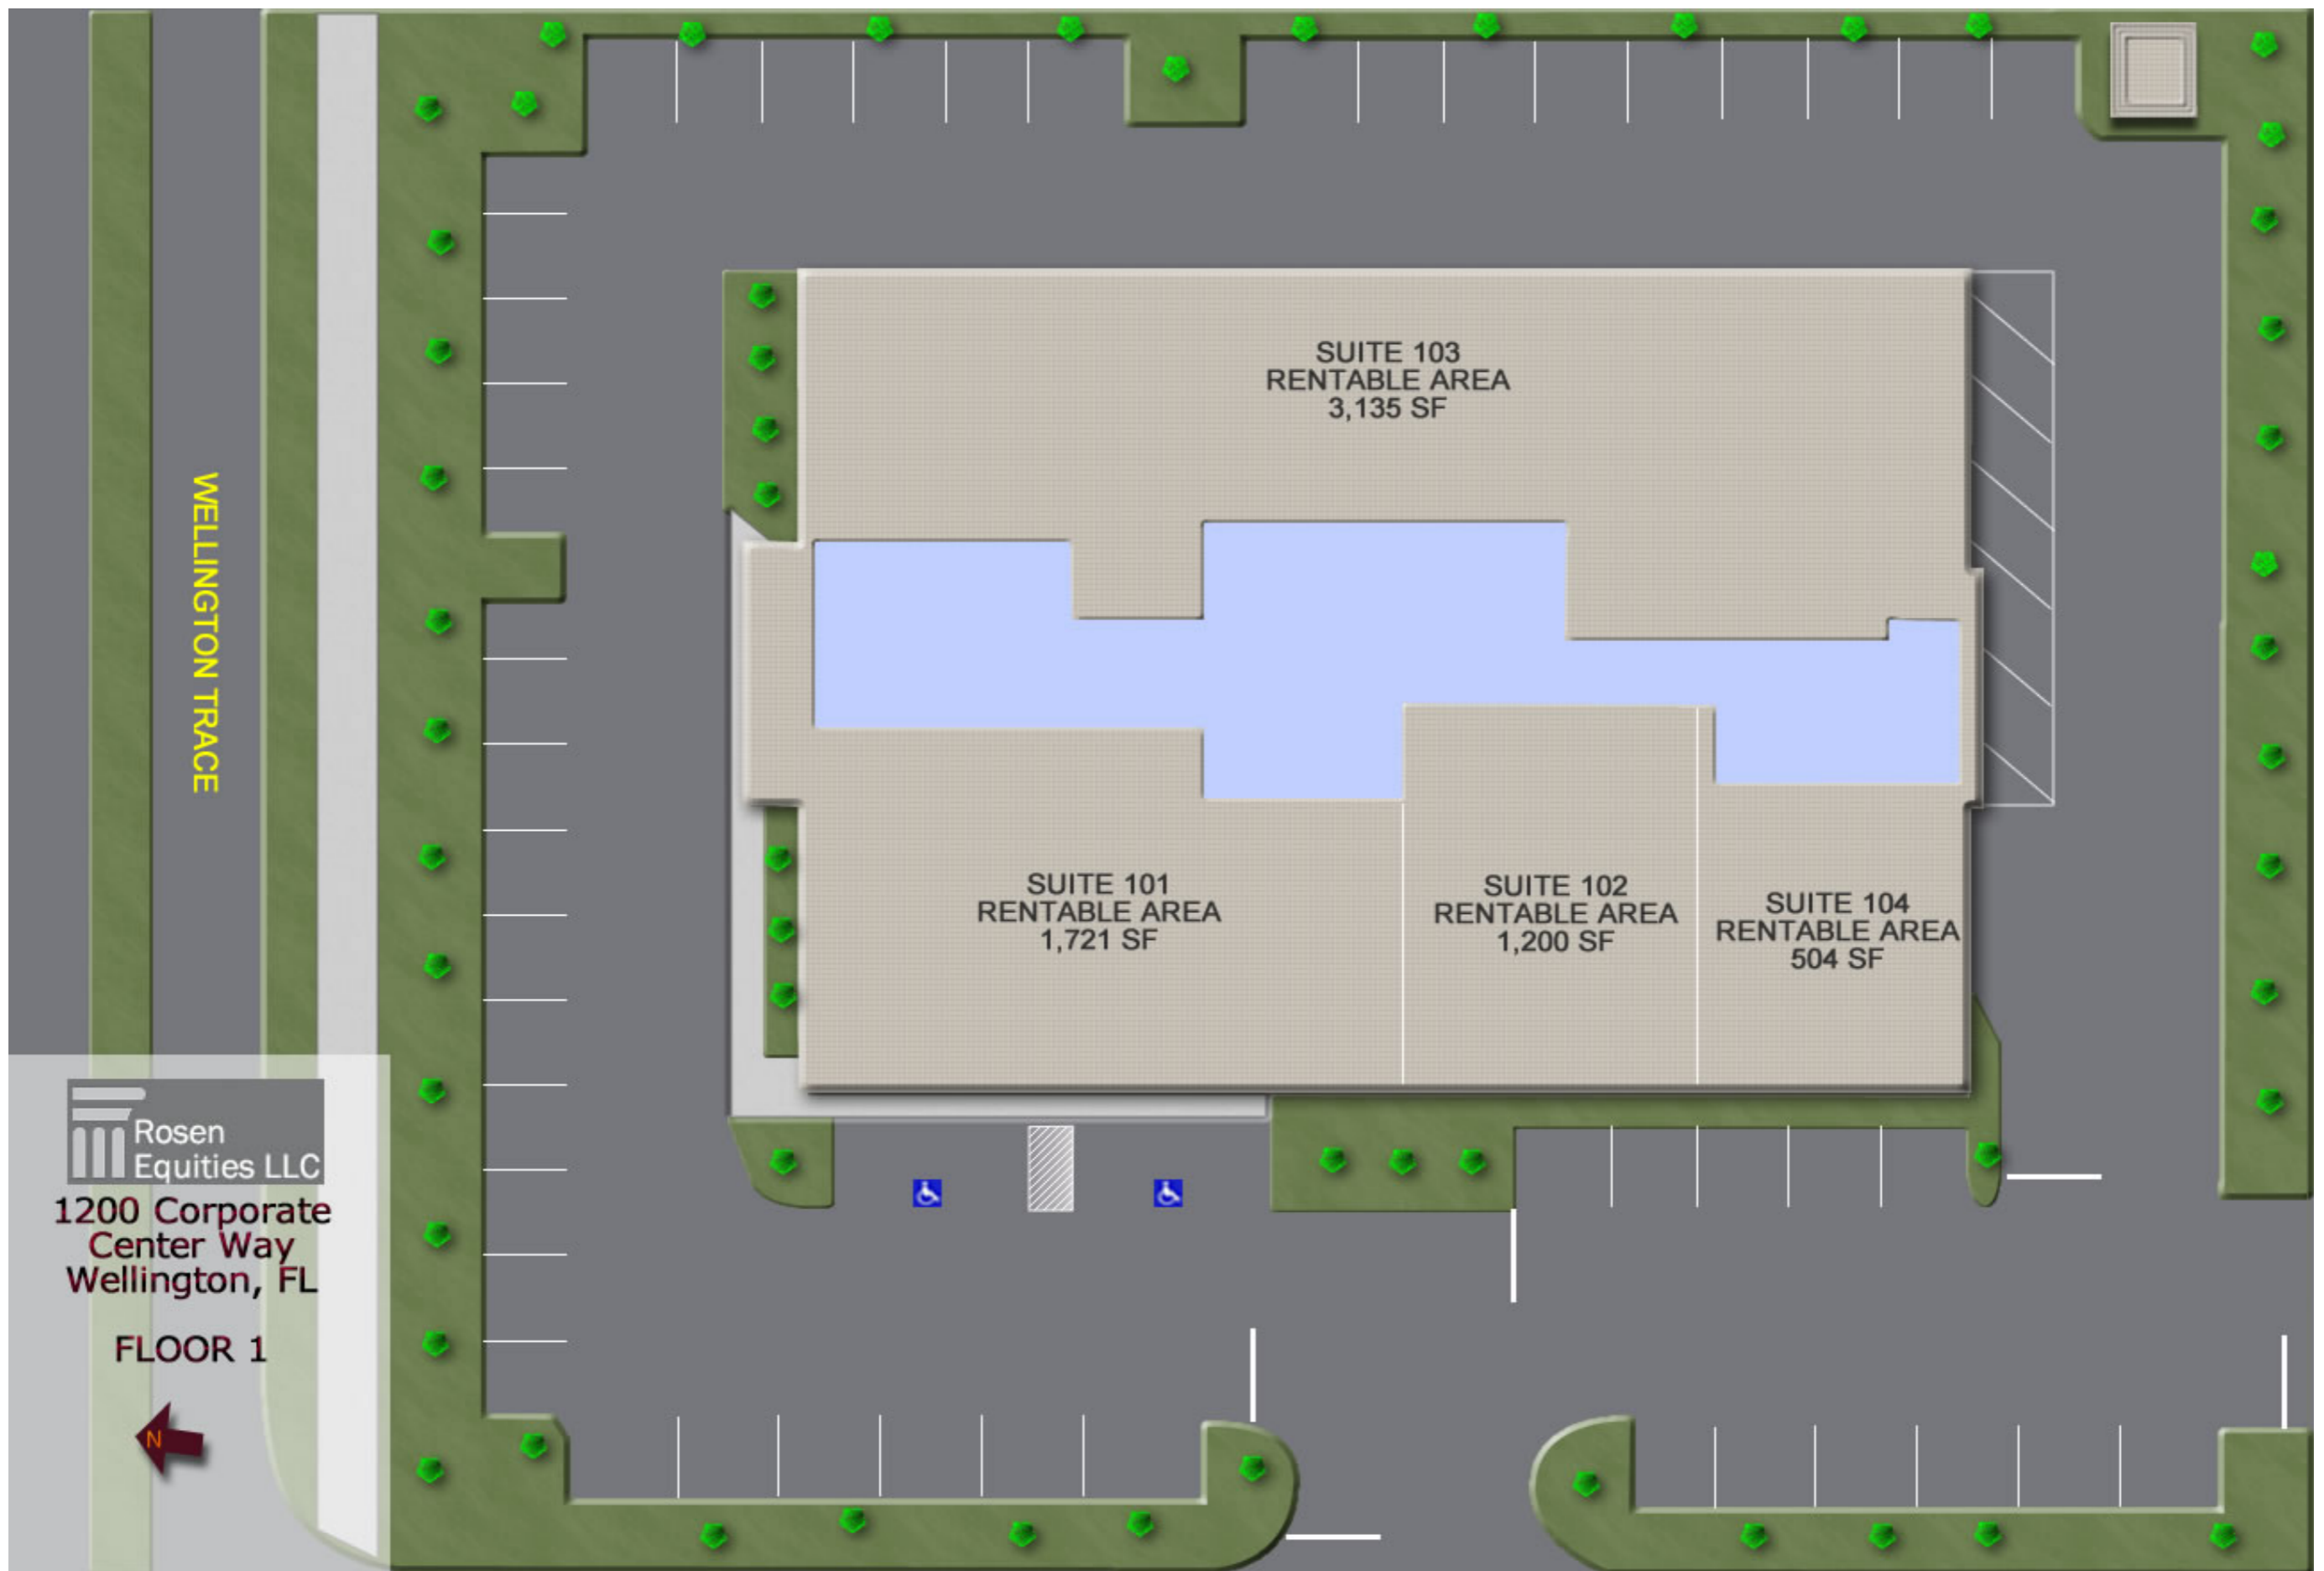 SUITE 103
RENTABLE AREA
3,135 SF
WELLINGTON TRACE
SUITE 101
RENTABLE AREA
1,721 SF
SUITE 102
RENTABLE AREA
1,200 SF
SUITE 104
RENTABLE AREA
504 SF
Rosen
Equities LLC
1200 Corporate
Center Way
Wellington, FL
FLOOR 1
N